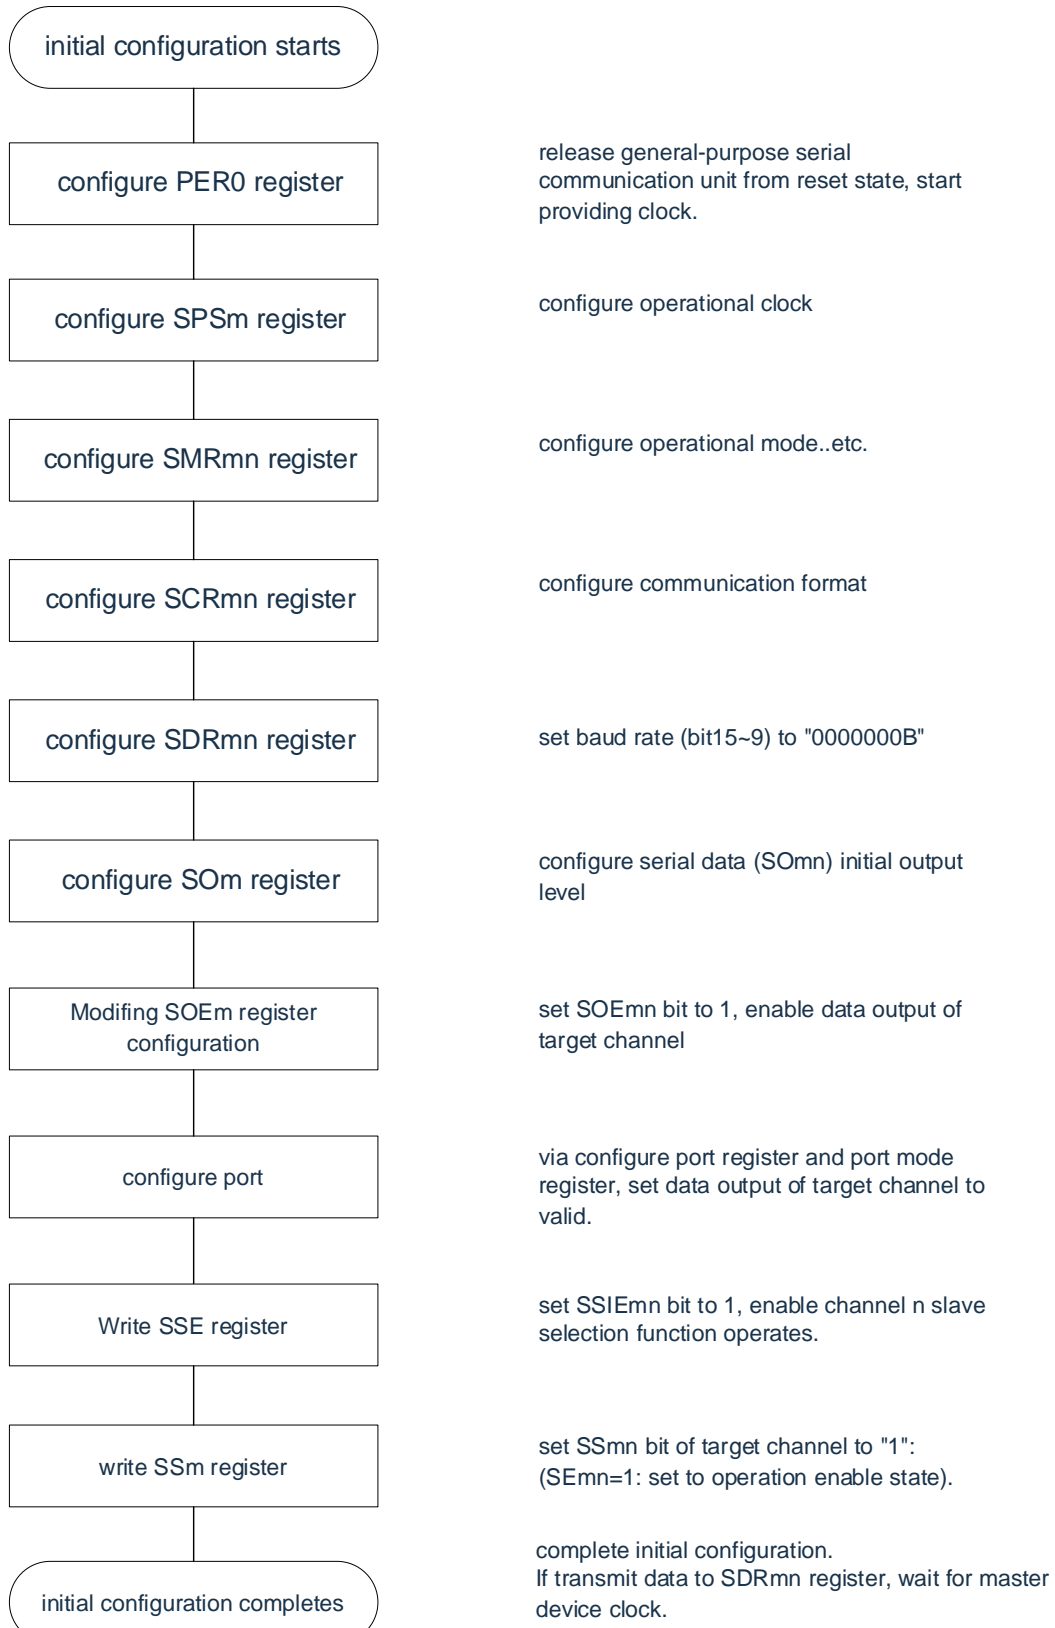 initial configuration starts
configure PER0 register
release general-purpose serial
communication unit from reset state, start
providing clock.
configure SPSm register
configure operational clock
configure SMRmn register
configure operational mode..etc.
configure SCRmn register
configure communication format
configure SDRmn register
set baud rate (bit15~9) to "0000000B"
configure SOm register
configure serial data (SOmn) initial output
level
Modifing SOEm register
configuration
set SOEmn bit to 1, enable data output of
target channel
configure port
via configure port register and port mode
register, set data output of target channel to
valid.
Write SSE register
set SSIEmn bit to 1, enable channel n slave
selection function operates.
write SSm register
set SSmn bit of target channel to "1":
(SEmn=1: set to operation enable state).
initial configuration completes
complete initial configuration.
If transmit data to SDRmn register, wait for master
device clock.